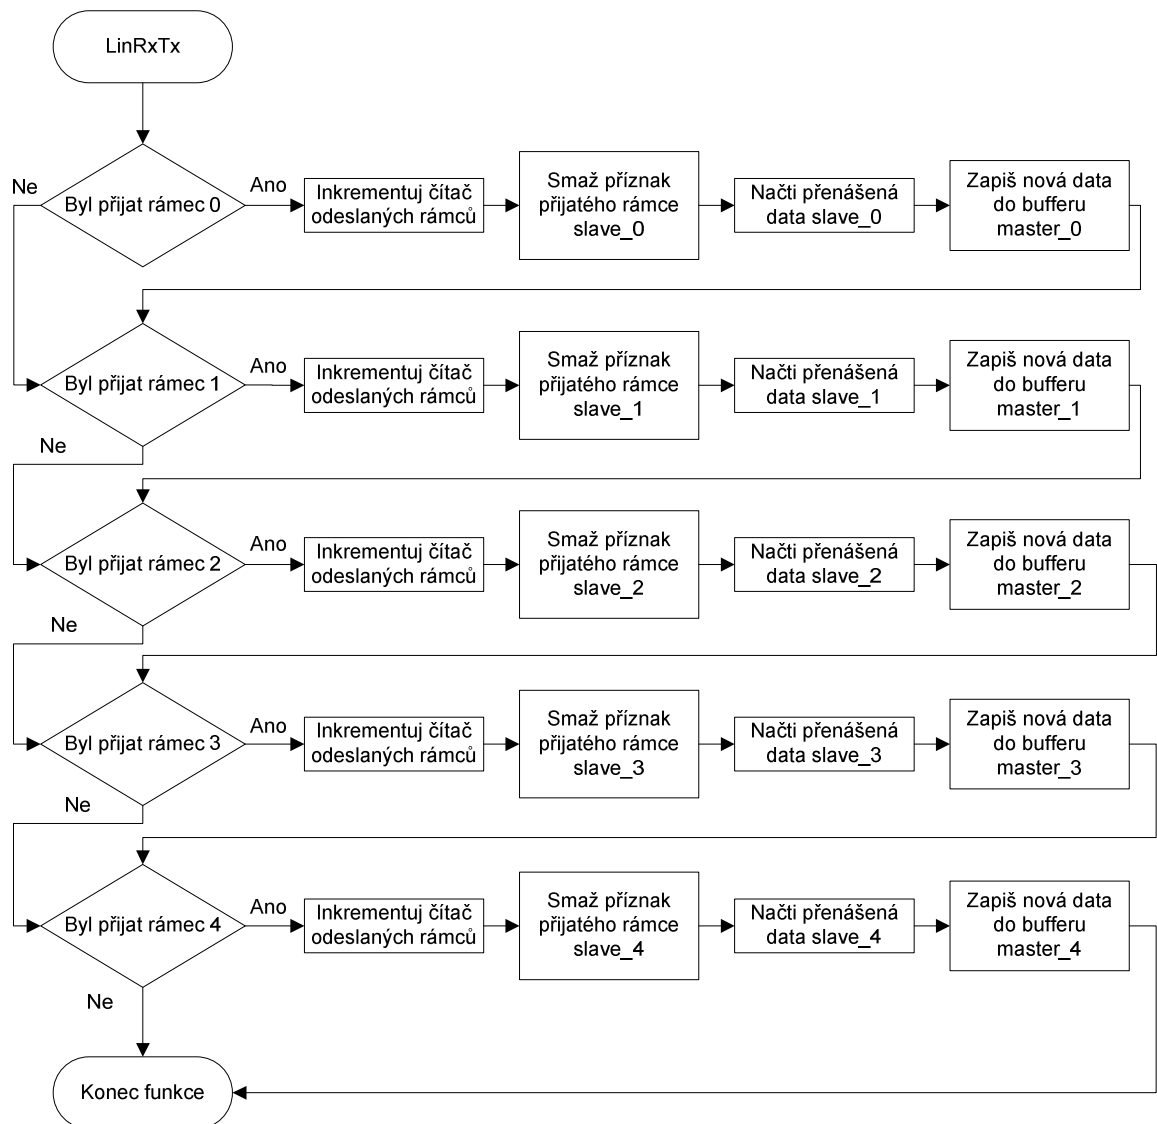 LinRxTx
Ne
Byl přijat rámec 0
Ano
Inkrementuj čítač
odeslaných rámců
Smaž příznak
přijatého rámce
slave_0
Načti přenášená
data slave_0
Zapiš nová data
do bufferu
master_0
Byl přijat rámec 1
Ano
Inkrementuj čítač
odeslaných rámců
Smaž příznak
přijatého rámce
slave_1
Načti přenášená
data slave_1
Zapiš nová data
do bufferu
master_1
Ne
Byl přijat rámec 2
Ano
Inkrementuj čítač
odeslaných rámců
Smaž příznak
přijatého rámce
slave_2
Načti přenášená
data slave_2
Zapiš nová data
do bufferu
master_2
Ne
Byl přijat rámec 3
Ano
Inkrementuj čítač
odeslaných rámců
Smaž příznak
přijatého rámce
slave_3
Načti přenášená
data slave_3
Zapiš nová data
do bufferu
master_3
Ne
Byl přijat rámec 4
Ano
Inkrementuj čítač
odeslaných rámců
Smaž příznak
přijatého rámce
slave_4
Načti přenášená
data slave_4
Zapiš nová data
do bufferu
master_4
Ne
Konec funkce